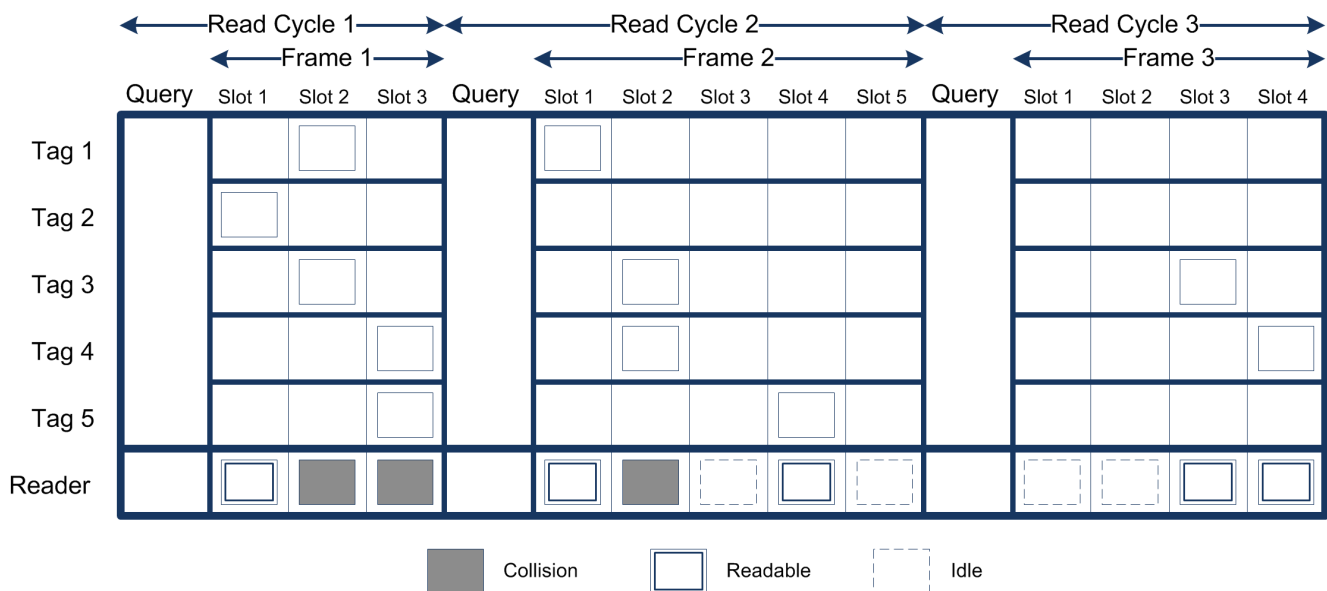 Read Cycle 1 Read Cycle 2 Read Cycle 3
Frame 1 Frame 2 Frame 3
Query Slot 1 Slot 2 Slot 3 Query Slot 1 Slot 2 Slot 3 Slot 4 Slot 5 Query Slot 1 Slot 2 Slot 3 Slot 4
Tag 1
Tag 2
Tag 3
Tag 4
Tag 5
Reader
Collision Readable Idle